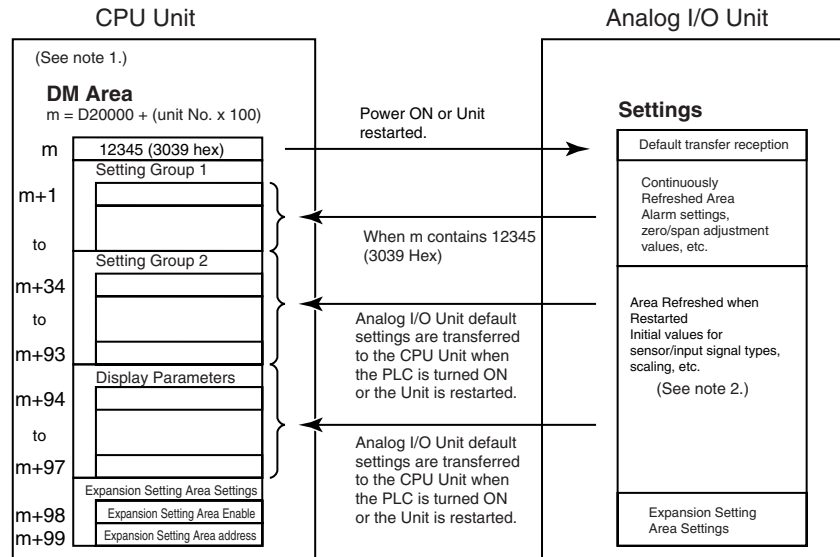 CPU Unit
Analog I/O Unit
(See note 1.)
DM Area
m = D20000 + (unit No. x 100)
m
12345 (3039 hex)
Setting Group 1
m+1
to
Setting Group 2
m+34
to
m+93
Display Parameters
m+94
to
m+97
Expansion Setting Area Settings
m+98
Expansion Setting Area Enable
m+99
Expansion Setting Area address
Power ON or Unit
restarted.
When m contains 12345
(3039 Hex)
Analog I/O Unit default
settings are transferred
to the CPU Unit when
the PLC is turned ON
or the Unit is restarted.
Analog I/O Unit default
settings are transferred
to the CPU Unit when
the PLC is turned ON
or the Unit is restarted.
Settings
Default transfer reception
Continuously
Refreshed Area
Alarm settings,
zero/span adjustment
values, etc.
Area Refreshed when
Restarted
Initial values for
sensor/input signal types,
scaling, etc.
(See note 2.)
Expansion Setting
Area Settings